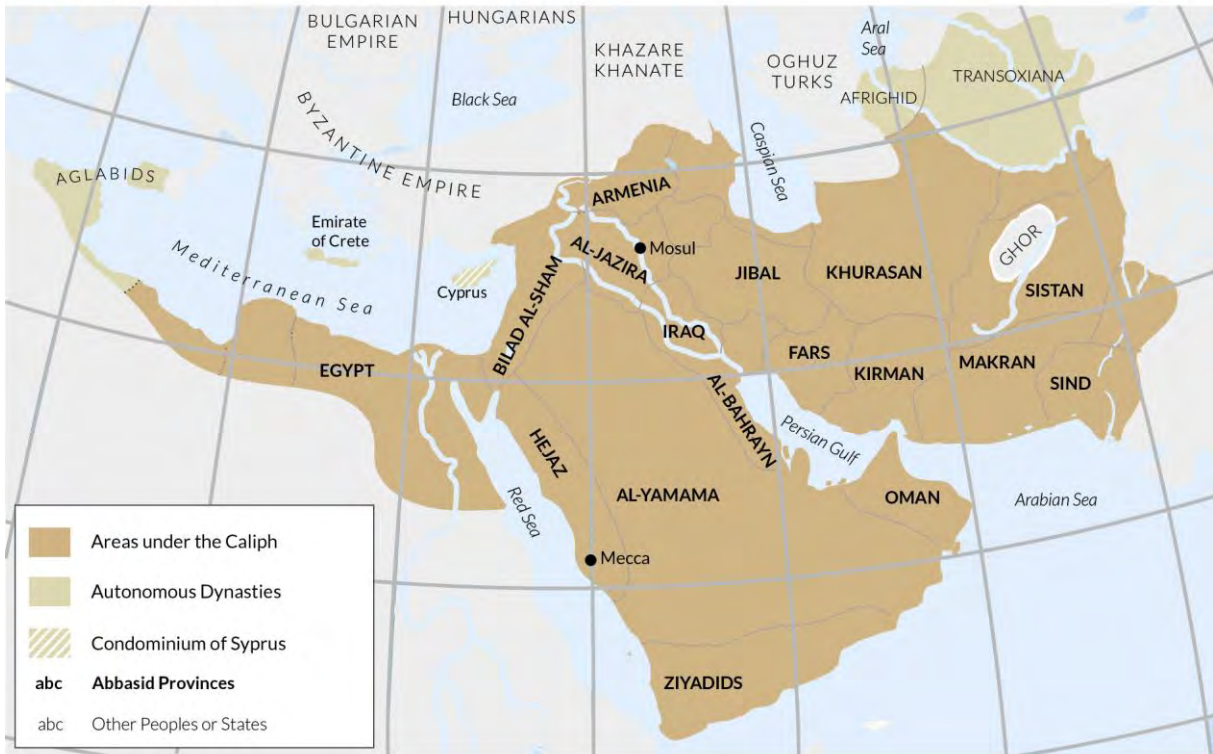 BULGARIAN
EMPIRE
HUNGARIANS
KHAZARE
KHANATE
OGHUZ
TURKS
Aral
Sea
TRANSOXIANA
AFRIGHID
Black Sea
BYZANTINE EMPIRE
Caspian Sea
AGLABIDS
ARMENIA
Emirate
of Crete
Mosul
AL-JAZIRA
Mediterranean Sea
Cyprus
BILAD AL-SHAM
JIBAL
KHURASAN
GHOR
SISTAN
IRAQ
FARS
EGYPT
KIRMAN
MAKRAN
SIND
AL-BAHRAYN
Persian Gulf
HEJAZ
AL-YAMAMA
OMAN
Arabian Sea
Red Sea
Mecca
ZIYADIDS
Areas under the Caliph
Autonomous Dynasties
Condominium of Syprus
abc Abbasid Provinces
abc Other Peoples or States